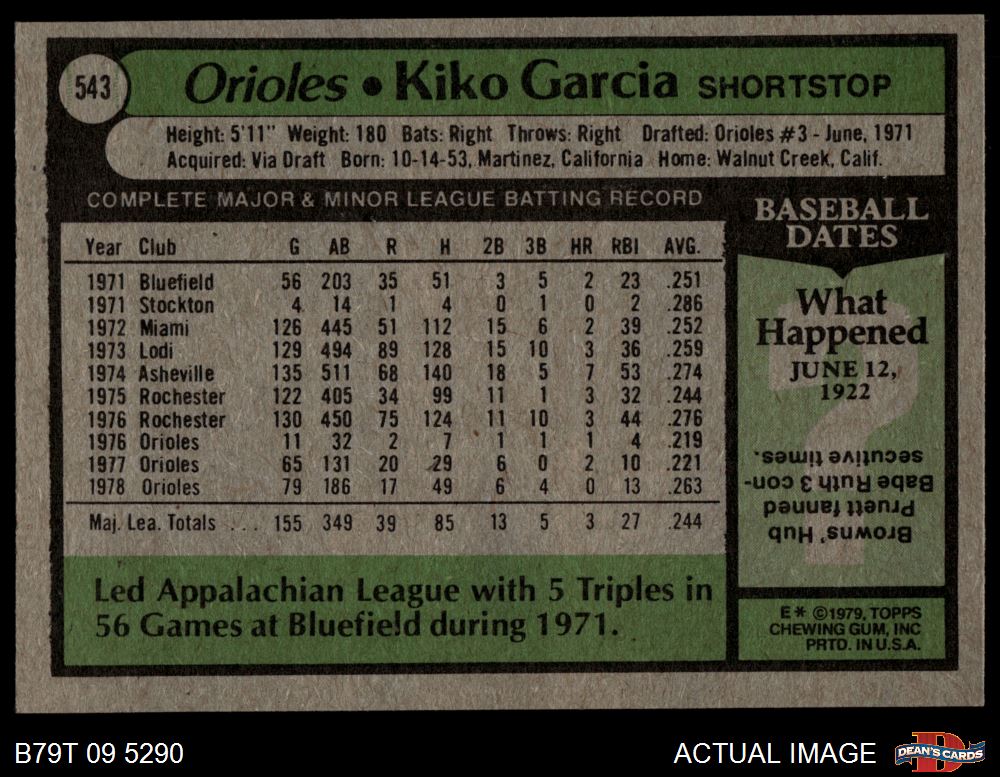 543
Orioles • Kiko Garcia SHORTSTOP
Height: 5'11" Weight: 180 Bats: Right Throws: Right Drafted: Orioles #3 - June, 1971
Acquired: Via Draft Born: 10-14-53, Martinez, California Home: Walnut Creek, Calif.
COMPLETE MAJOR & MINOR LEAGUE BATTING RECORD
Year Club G AB R H 2B 3B HR RBI AVG.
1971 Bluefield 56 203 35 51 3 5 2 23 .251
1971 Stockton 4 14 1 4 0 1 0 2 .286
1972 Miami 126 445 51 112 15 6 2 39 .252
1973 Lodi 129 494 89 128 15 10 3 36 .259
1974 Asheville 135 511 68 140 18 5 7 53 .274
1975 Rochester 122 405 34 99 11 1 3 32 .244
1976 Rochester 130 450 75 124 11 10 3 44 .276
1976 Orioles 11 32 2 7 1 1 1 4 .219
1977 Orioles 65 131 20 29 6 0 2 10 .221
1978 Orioles 79 186 17 49 6 4 0 13 .263
Maj. Lea. Totals ... 155 349 39 85 13 5 3 27 .244
Led Appalachian League with 5 Triples in
56 Games at Bluefield during 1971.
BASEBALL
DATES
What
Happened
JUNE 12,
1922
?
Browns' Hub
Pruett fanned
Babe Ruth 3 con-
secutive times.
E* ©1979, TOPPS
CHEWING GUM, INC
PRTD. IN U.S.A.
B79T 09 5290
ACTUAL IMAGE
D
DEAN'S CARDS